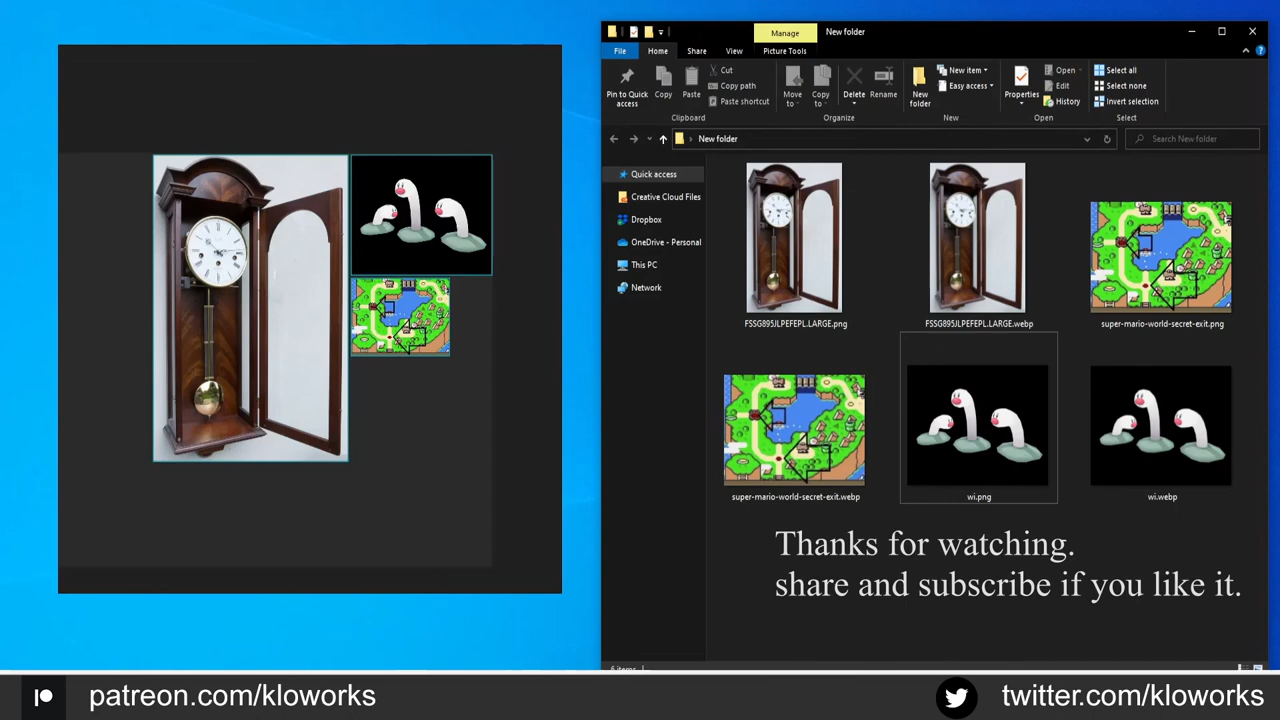 Manage
New folder
File
Home
Share
View
Picture Tools
Pin to Quick access
Copy
Paste
Cut
Copy path
Paste shortcut
Clipboard
Move to
Copy to
Delete
Rename
Organize
New folder
New item
Easy access
New
Properties
Open
Edit
History
Open
Select all
Select none
Invert selection
Select
New folder
Search New folder
Quick access
Creative Cloud Files
Dropbox
OneDrive - Personal
This PC
Network
FSSG895JLPEFEPL.LARGE.png
FSSG895JLPEFEPL.LARGE.webp
super-mario-world-secret-exit.png
super-mario-world-secret-exit.webp
wi.png
wi.webp
Thanks for watching.
share and subscribe if you like it.
6 items
patreon.com/kloworks
twitter.com/kloworks